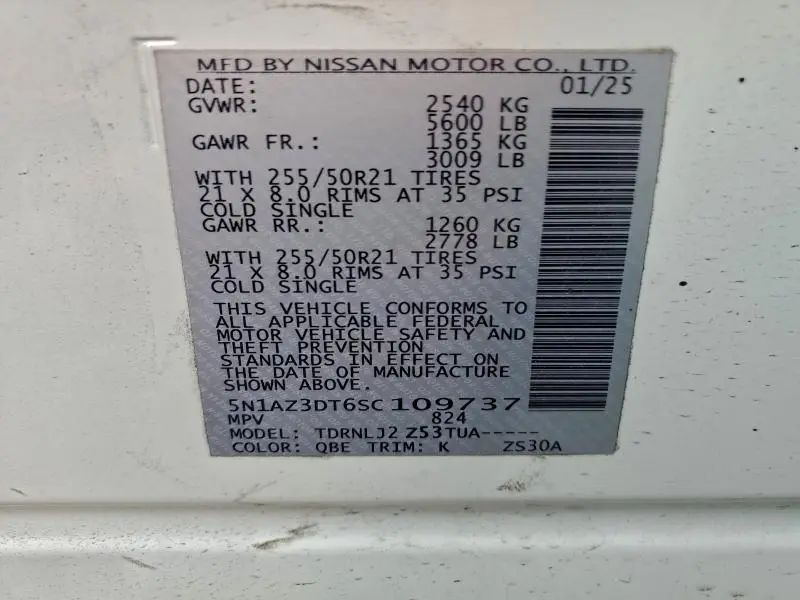 MFD BY NISSAN MOTOR CO., LTD.
DATE: 01/25
GVWR: 2540 KG
5600 LB
GAWR FR.: 1365 KG
3009 LB
WITH 255/50R21 TIRES
21 X 8.0 RIMS AT 35 PSI
COLD SINGLE
GAWR RR.: 1260 KG
2778 LB
WITH 255/50R21 TIRES
21 X 8.0 RIMS AT 35 PSI
COLD SINGLE
THIS VEHICLE CONFORMS TO
ALL APPLICABLE FEDERAL
MOTOR VEHICLE SAFETY AND
THEFT PREVENTION
STANDARDS IN EFFECT ON
THE DATE OF MANUFACTURE
SHOWN ABOVE.
5N1AZ3DT6SC 109737
MPV 824
MODEL: TDRNLJ2 Z53TUA-----
COLOR: QBE TRIM: K ZS30A